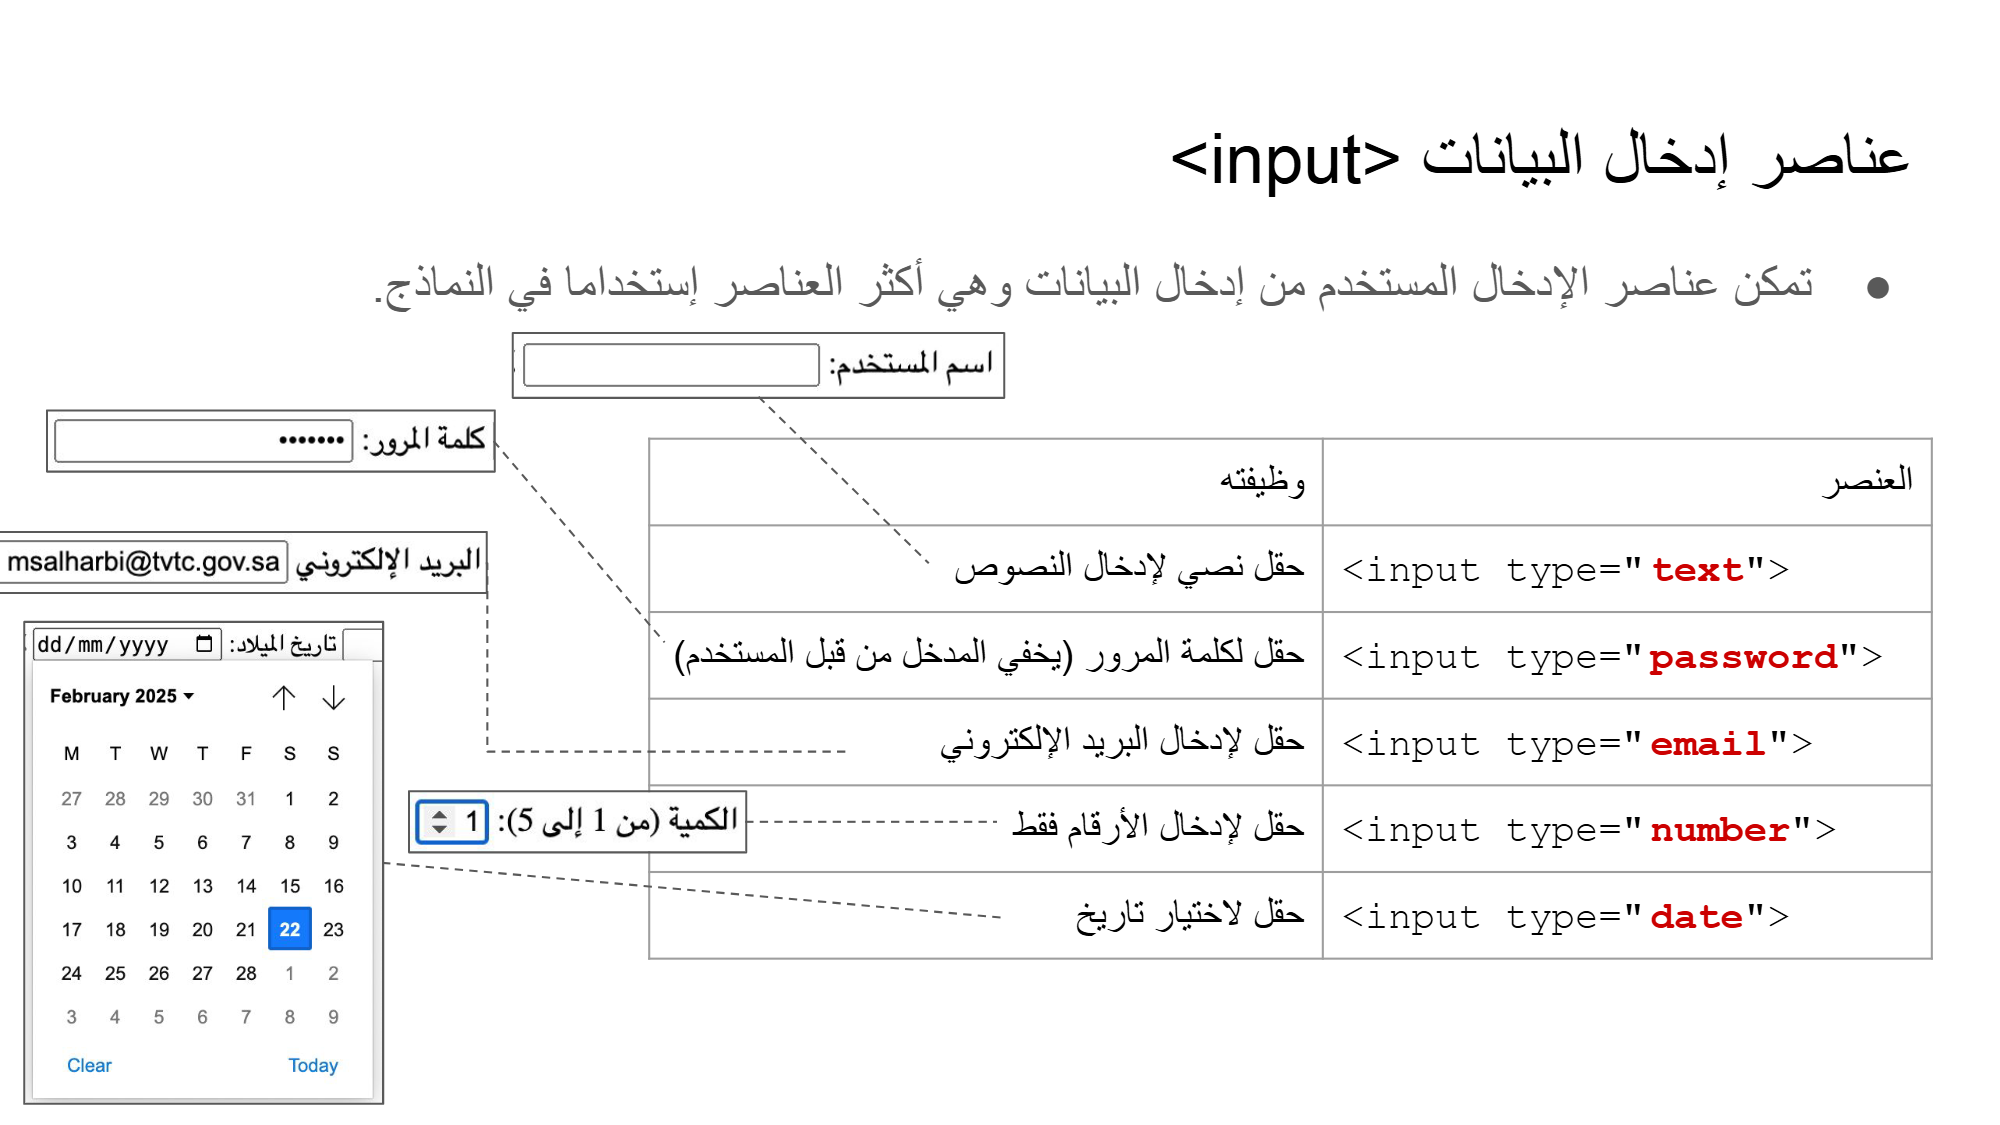 عناصر إدخال البيانات <input>
● تمكن عناصر الإدخال المستخدم من إدخال البيانات وهي أكثر العناصر إستخداما في النماذج.
اسم المستخدم:
كلمة المرور: •••••••
البريد الإلكتروني msalharbi@tvtc.gov.sa
تاريخ الميلاد: dd/mm/yyyy
February 2025
M T W T F S S
27 28 29 30 31 1 2
3 4 5 6 7 8 9
10 11 12 13 14 15 16
17 18 19 20 21 22 23
24 25 26 27 28 1 2
3 4 5 6 7 8 9
Clear Today
الكمية (من 1 إلى 5): 1
العنصر وظيفته
<input type="text"> حقل نصي لإدخال النصوص
<input type="password"> حقل لكلمة المرور (يخفي المدخل من قبل المستخدم)
<input type="email"> حقل لإدخال البريد الإلكتروني
<input type="number"> حقل لإدخال الأرقام فقط
<input type="date"> حقل لاختيار تاريخ